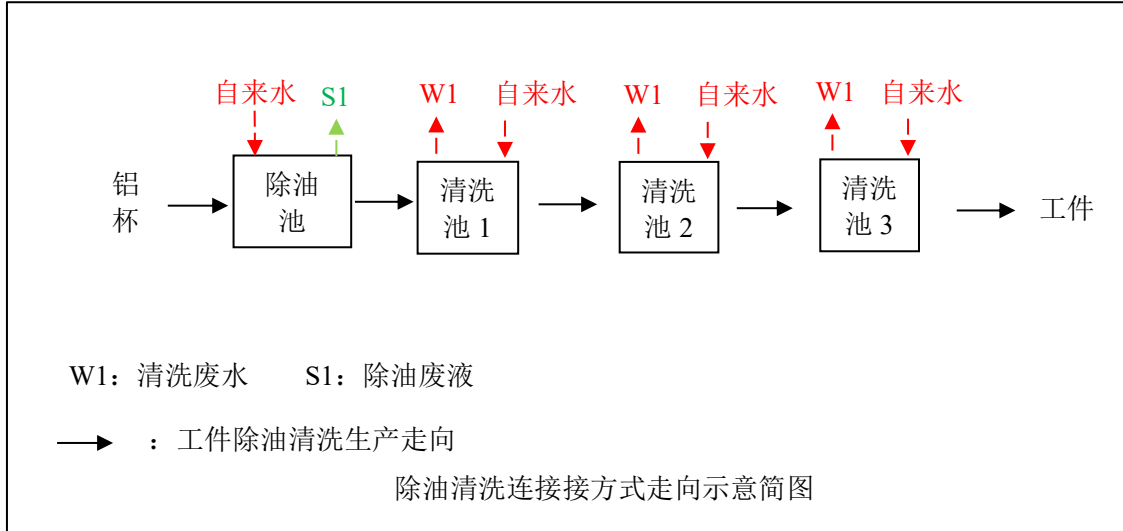 自来水 S1 W1 自来水 W1 自来水 W1 自来水
铝杯
除油池
清洗池 1
清洗池 2
清洗池 3
工件
W1：清洗废水 S1：除油废液
：工件除油清洗生产走向
除油清洗连接接方式走向示意简图